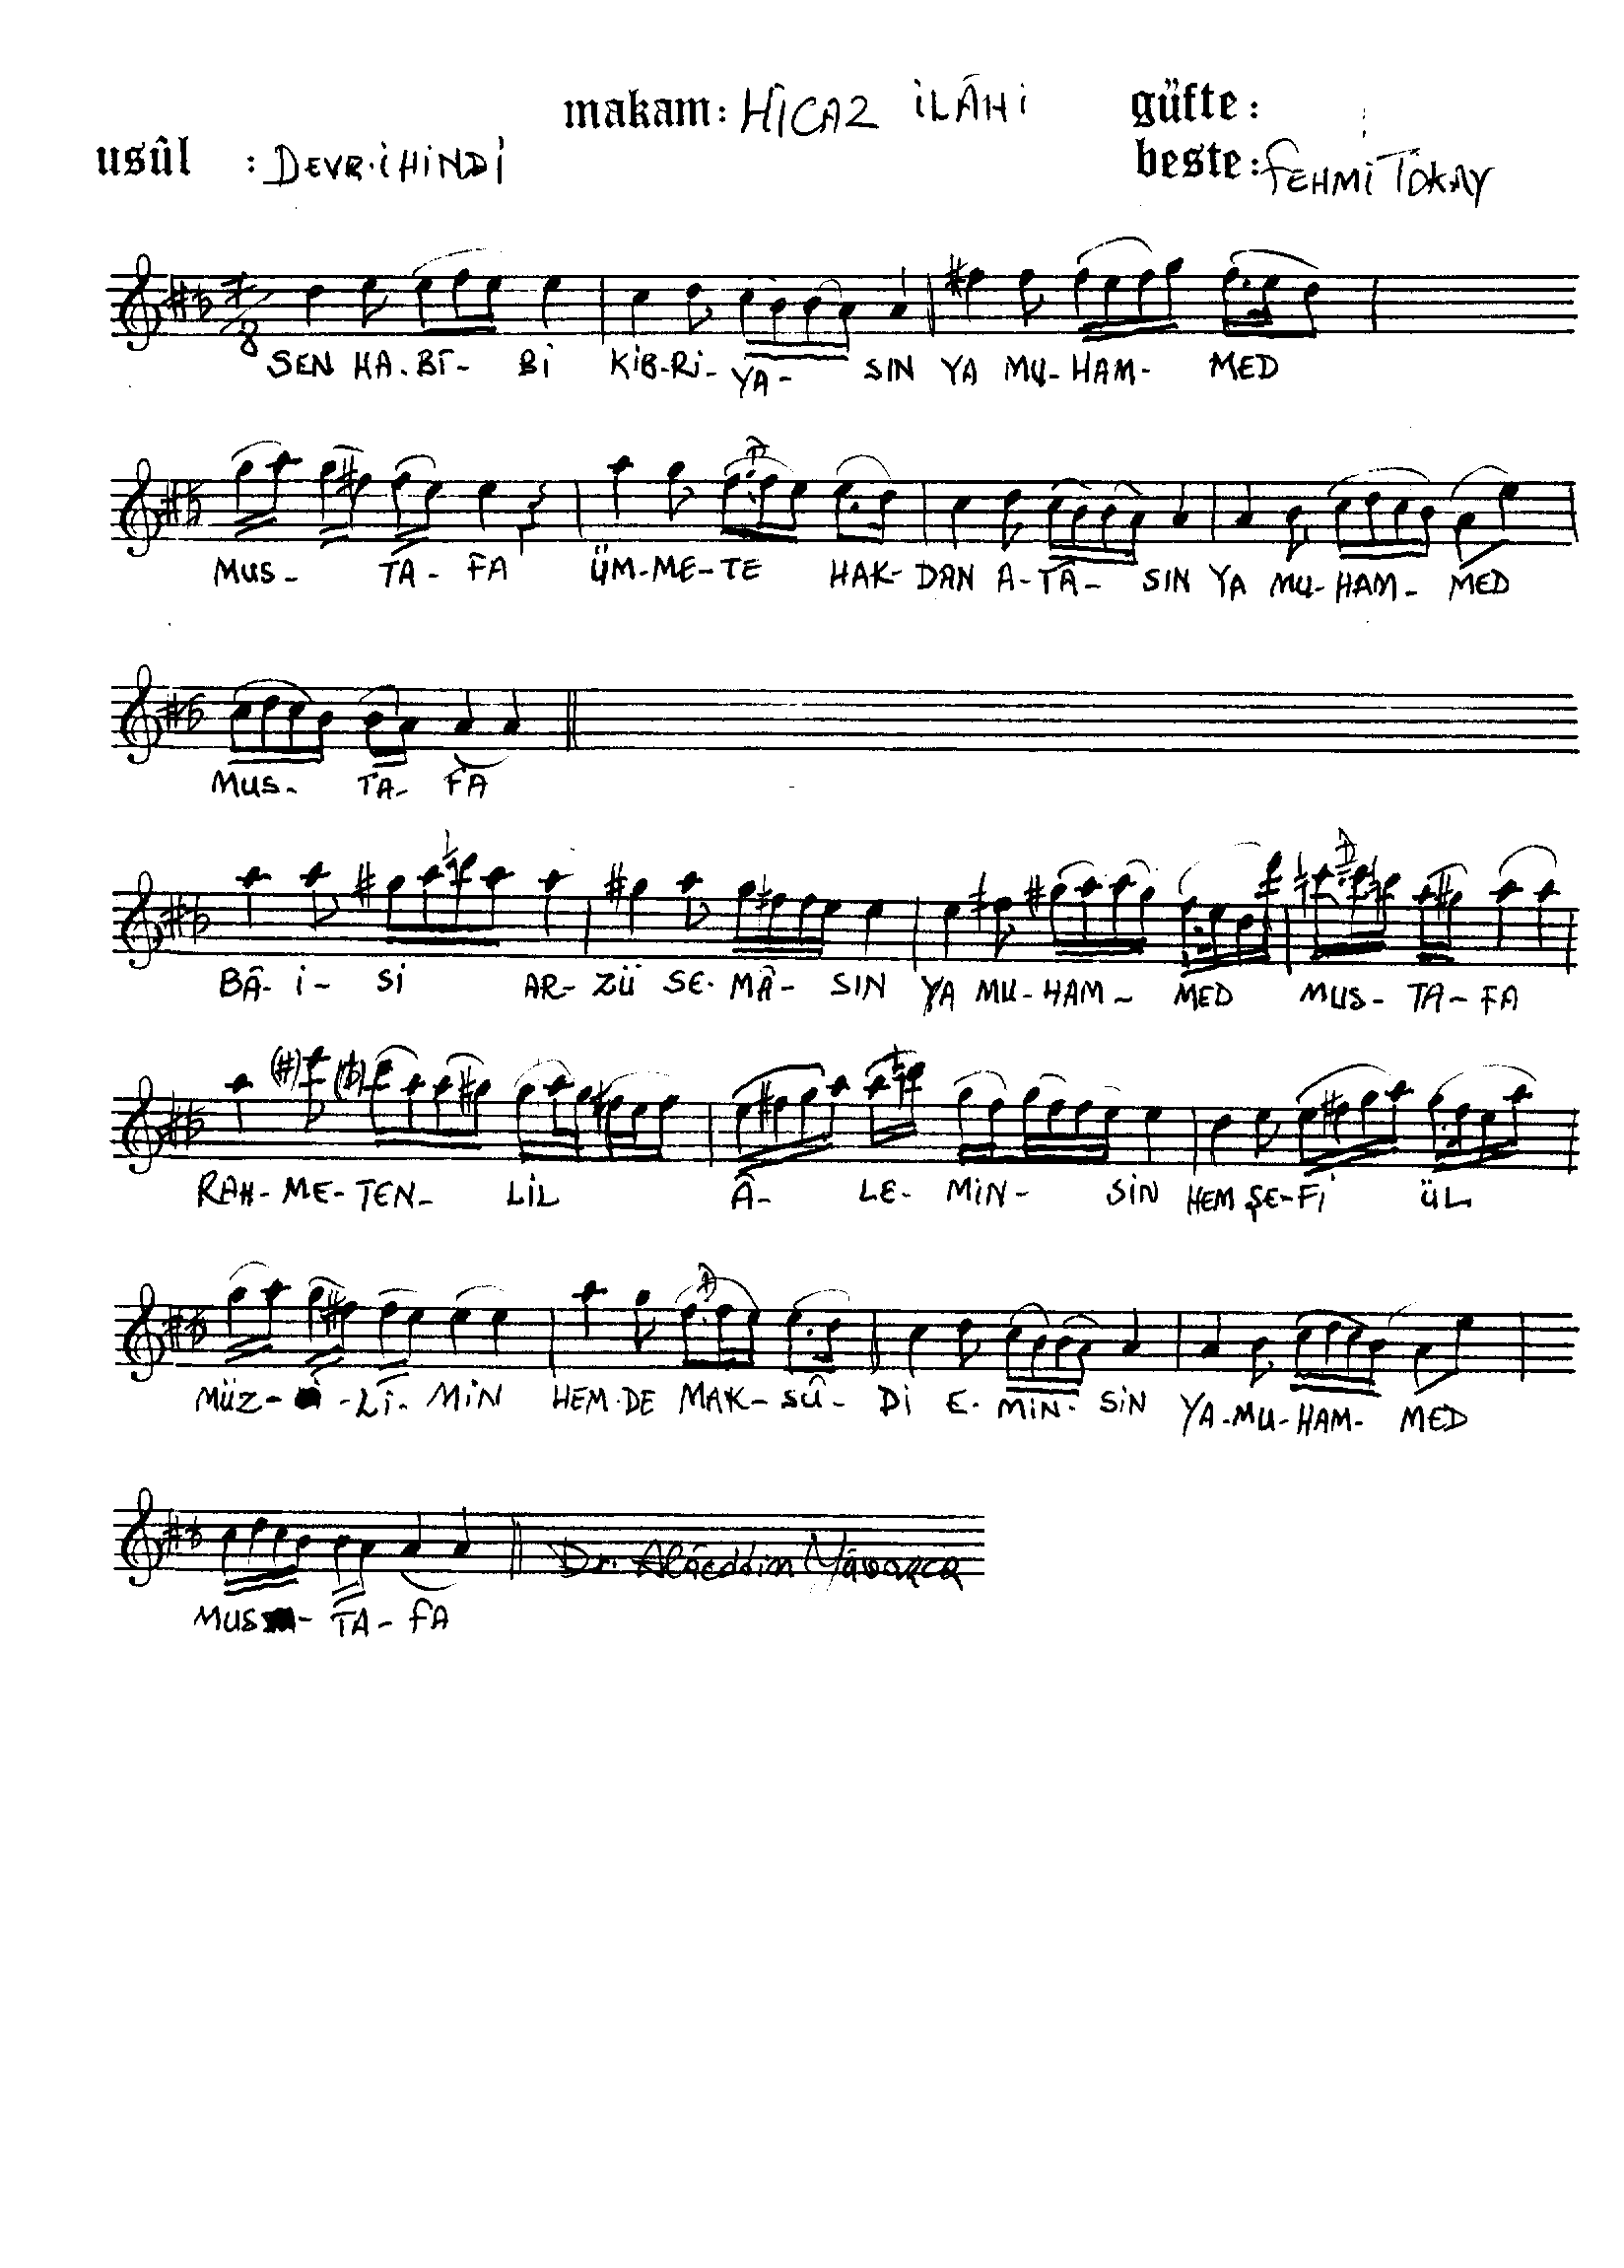 makam: HİCAZ İLÂHİ güfte:
usûl : DEVR.İHİNDİ beste: FEHMİ TOKAY
SEN HA.Bİ- Bİ KİB-Rİ-YA- SIN YA MU-HAM- MED
MUS- TA- FA ÜM-ME-TE HAK-DAN A-TÂ- SIN YA MU-HAM- MED
MUS- TA- FA
BÂ-İ- Sİ AR-ZÜ SE-MÂ- SIN YA MU-HAM- MED MUS- TA- FA
RAH-ME-TEN- LİL Â- LE- MİN- SİN HEM ŞE-Fİ ÜL
MÜZ- -Lİ- MİN HEM.DE MAK-SÛ- Dİ E-MİN- SİN YA-MU-HAM- MED
Dr. Alâeddin Yavaşca
MUS- TA-FA